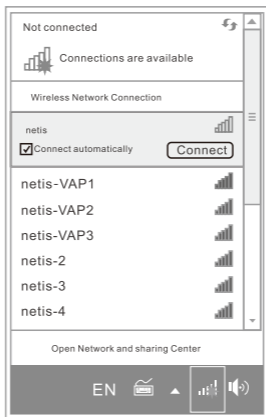 Not connected
Connections are available
Wireless Network Connection
netis
Connect automatically
Connect
netis-VAP1
netis-VAP2
netis-VAP3
netis-2
netis-3
netis-4
Open Network and sharing Center
EN